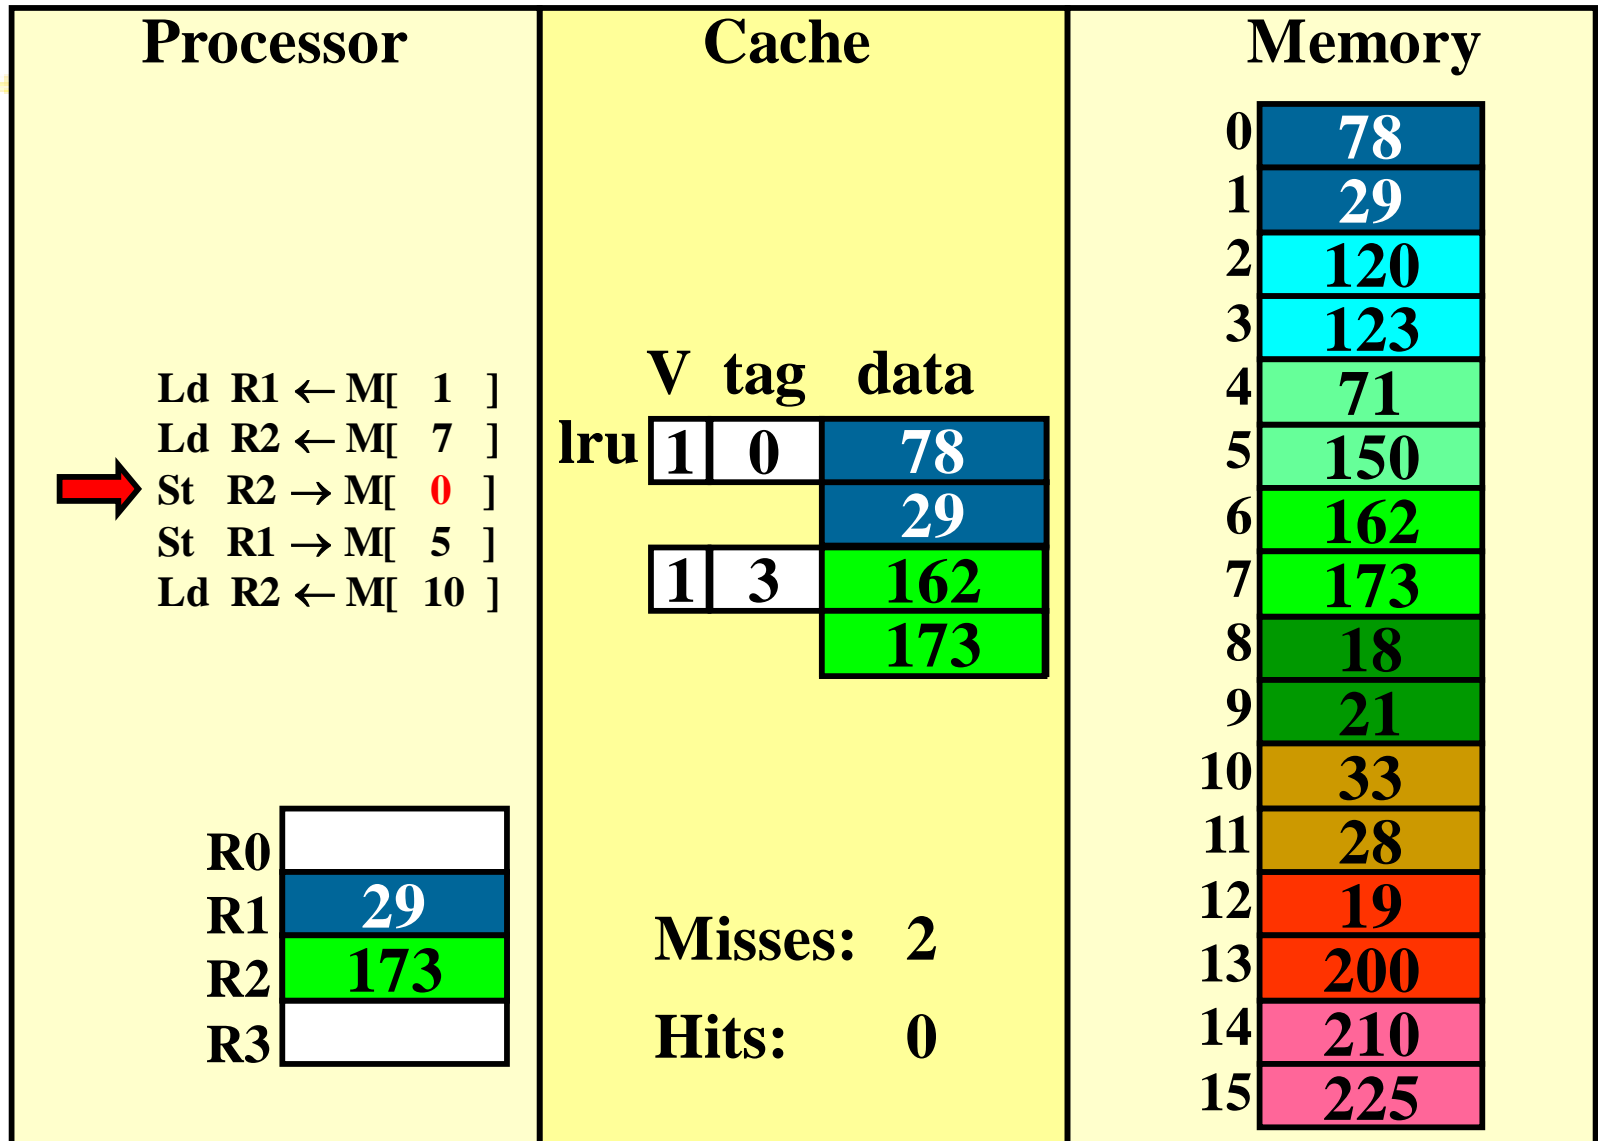 Processor
Ld R1 ← M[ 1 ]
Ld R2 ← M[ 7 ]
St R2 → M[ 0 ]
St R1 → M[ 5 ]
Ld R2 ← M[ 10 ]
R0
R1 29
R2 173
R3
Cache
V tag data
lru 1 0 78
29
1 3 162
173
Misses: 2
Hits: 0
Memory
0 78
1 29
2 120
3 123
4 71
5 150
6 162
7 173
8 18
9 21
10 33
11 28
12 19
13 200
14 210
15 225